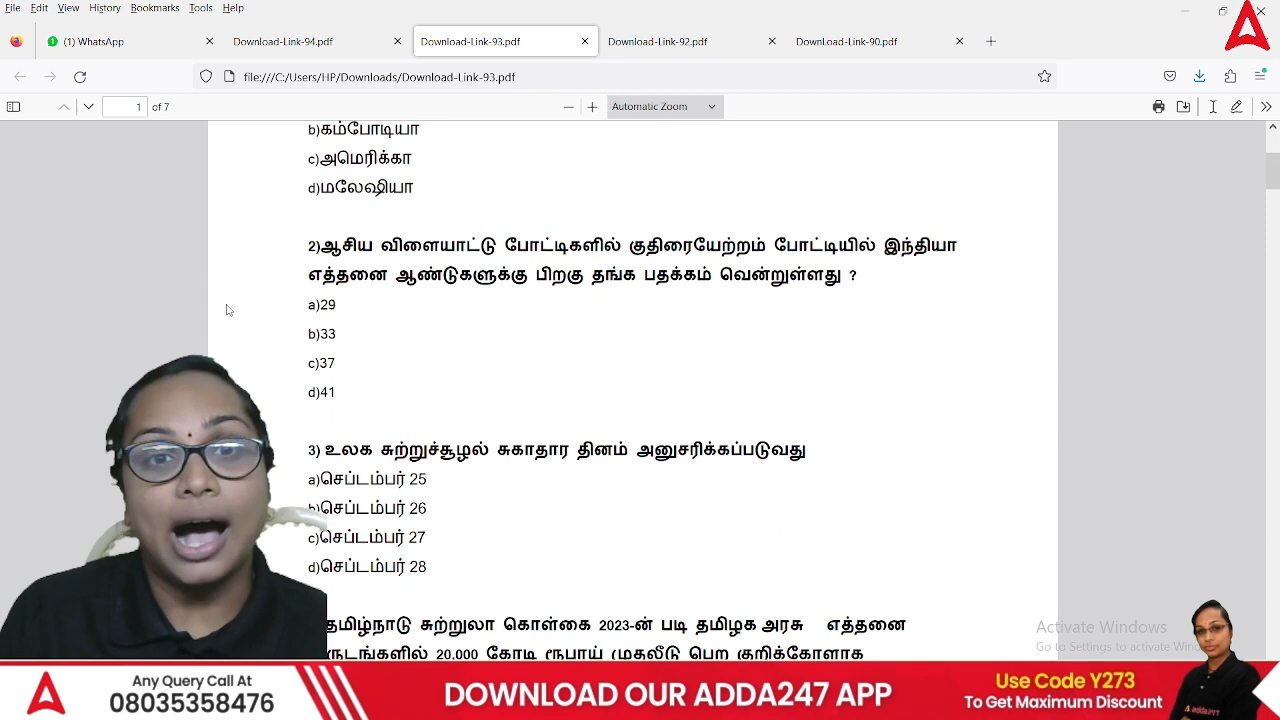 File Edit View History Bookmarks Tools Help
1 (1) WhatsApp Download-Link-94.pdf Download-Link-93.pdf Download-Link-92.pdf Download-Link-90.pdf
file:///C:/Users/HP/Downloads/Download-Link-93.pdf
1 of 7 Automatic Zoom
b)கம்போடியா
c)அமெரிக்கா
d)மலேஷியா
2)ஆசிய விளையாட்டு போட்டிகளில் குதிரையேற்றம் போட்டியில் இந்தியா
எத்தனை ஆண்டுகளுக்கு பிறகு தங்க பதக்கம் வென்றுள்ளது ?
a)29
b)33
c)37
d)41
3) உலக சுற்றுச்சூழல் சுகாதார தினம் அனுசரிக்கப்படுவது
a)செப்டம்பர் 25
b)செப்டம்பர் 26
c)செப்டம்பர் 27
d)செப்டம்பர் 28
தமிழ்நாடு சுற்றுலா கொள்கை 2023-ன் படி தமிழக அரசு எத்தனை
20,000 கோடி ரூபாய் முதலீடு பெற குறிக்கோளாக
Activate Windows
Go to Settings to activate
Any Query Call At
08035358476
DOWNLOAD OUR ADDA247 APP
Use Code Y273
To Get Maximum Discount